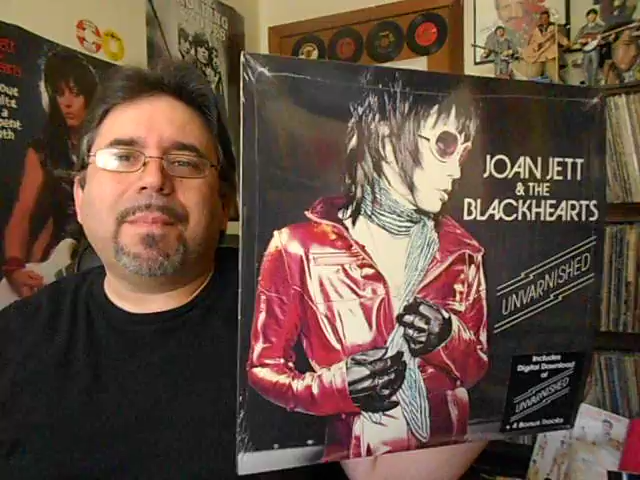 JOAN JETT
& THE
BLACKHEARTS
UNVARNISHED
Includes
Digital Download
of
UNVARNISHED
+ 4 Bonus Tracks